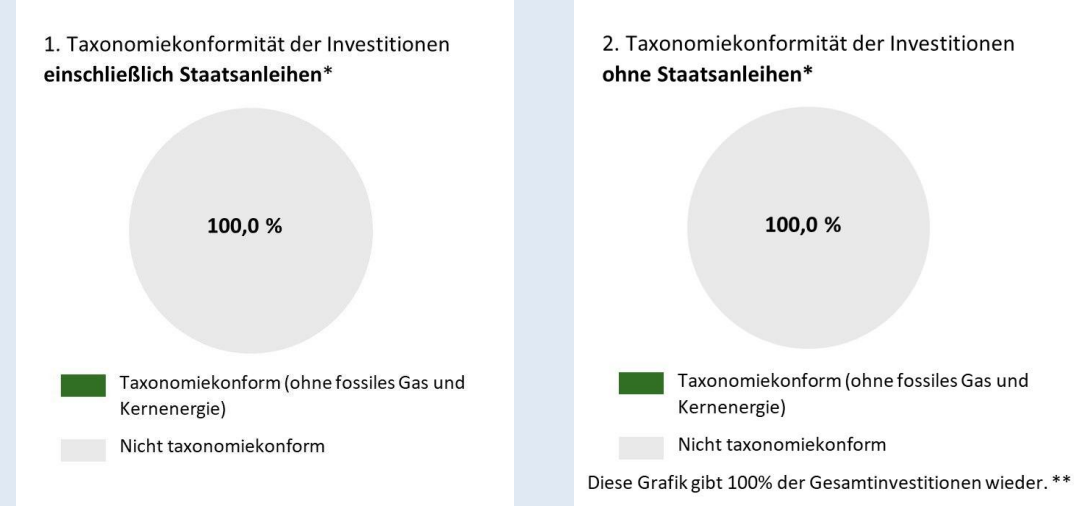 1. Taxonomiekonformität der Investitionen
einschließlich Staatsanleihen*
100,0 %
Taxonomiekonform (ohne fossiles Gas und
Kernenergie)
Nicht taxonomiekonform
2. Taxonomiekonformität der Investitionen
ohne Staatsanleihen*
100,0 %
Taxonomiekonform (ohne fossiles Gas und
Kernenergie)
Nicht taxonomiekonform
Diese Grafik gibt 100% der Gesamtinvestitionen wieder. **